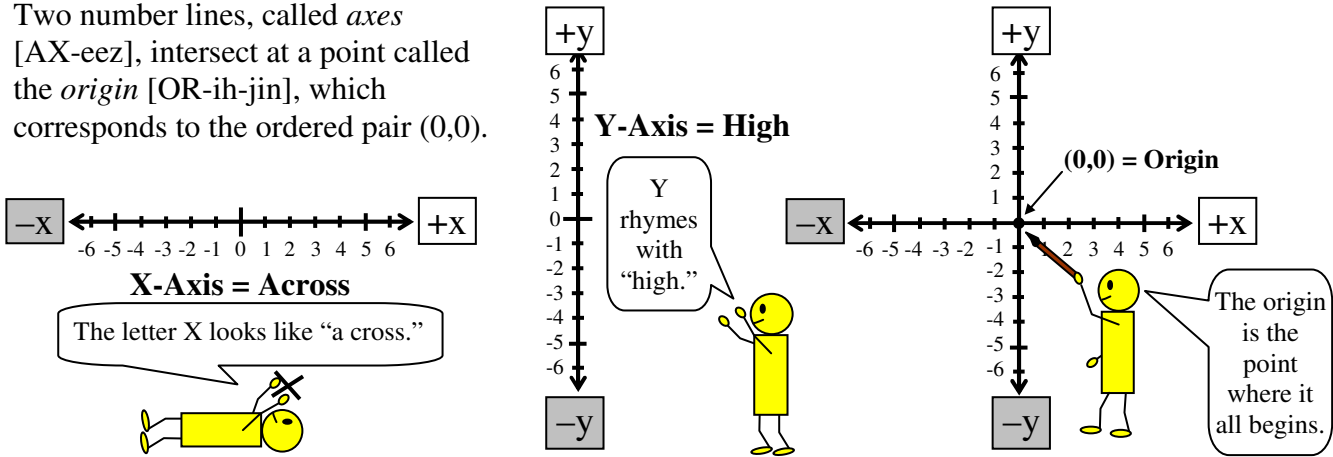 Two number lines, called axes
[AX-eez], intersect at a point called
the origin [OR-ih-jin], which
corresponds to the ordered pair (0,0).
–x
+x
-6 -5 -4 -3 -2 -1 0 1 2 3 4 5 6
X-Axis = Across
The letter X looks like “a cross.”
+y
6
5
4
3
2
1
0
-1
-2
-3
-4
-5
-6
–y
Y-Axis = High
Y
rhymes
with
“high.”
+y
6
5
4
3
2
1
-1
-2
-3
-4
-5
-6
–y
(0,0) = Origin
–x
+x
-6 -5 -4 -3 -2 1 2 3 4 5 6
The origin
is the
point
where it
all begins.